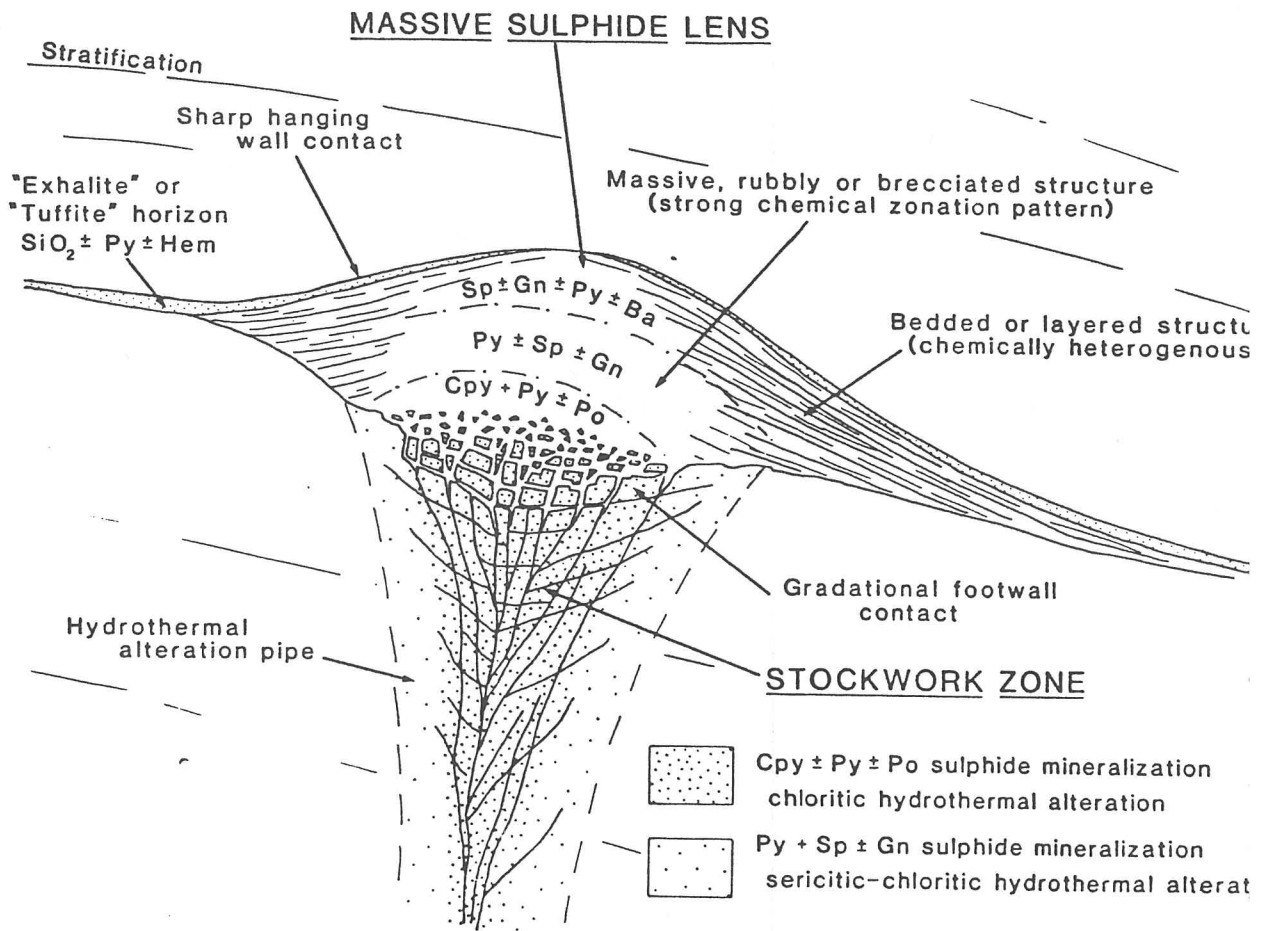 MASSIVE SULPHIDE LENS
Stratification
Sharp hanging
wall contact
"Exhalite" or
"Tuffite" horizon
SiO₂ ± Py ± Hem
Massive, rubbly or brecciated structure
(strong chemical zonation pattern)
Sp ± Gn ± Py ± Ba
Bedded or layered structu
(chemically heterogenous
Py ± Sp ± Gn
Cpy + Py ± Po
Gradational footwall
contact
Hydrothermal
alteration pipe
STOCKWORK ZONE
Cpy ± Py ± Po sulphide mineralization
chloritic hydrothermal alteration
Py + Sp ± Gn sulphide mineralization
sericitic-chloritic hydrothermal alterat